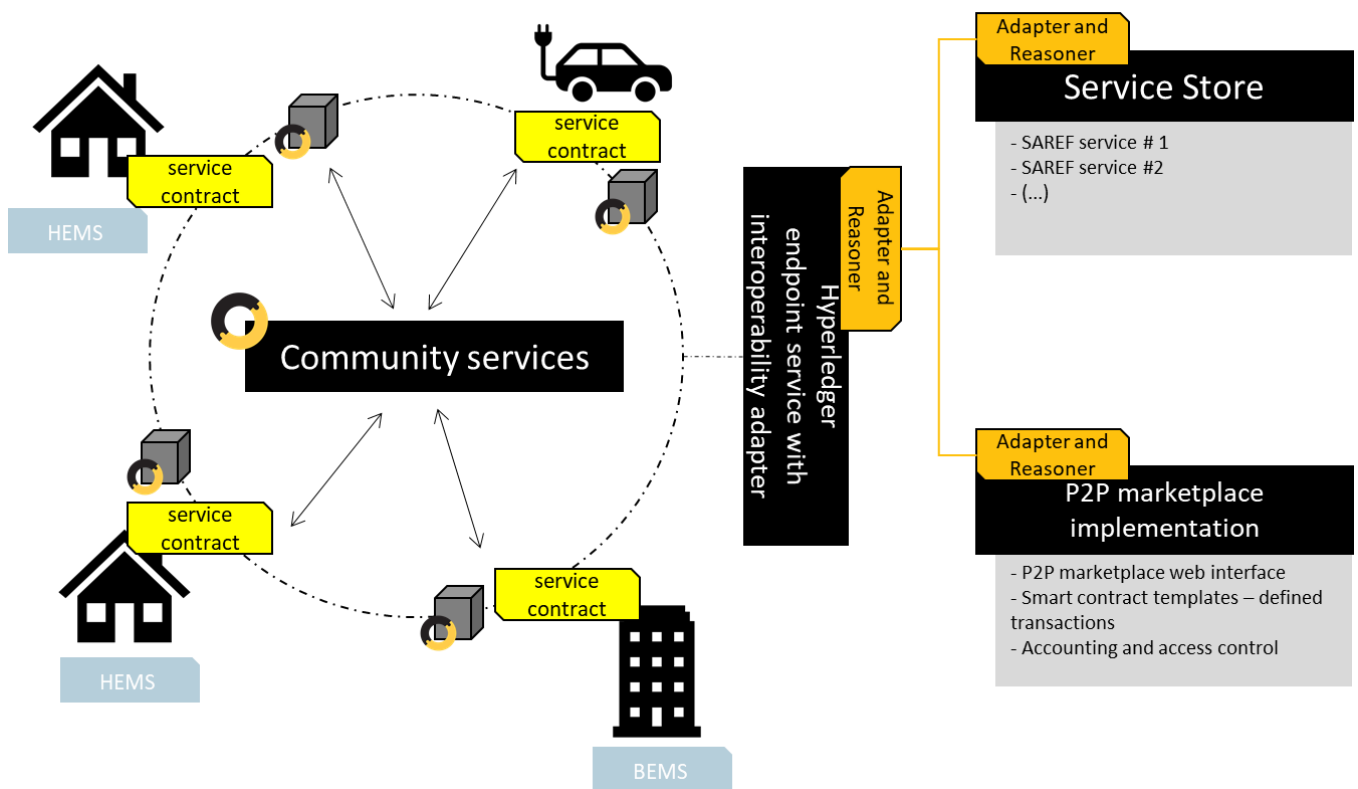 Adapter and
Reasoner
Service Store
- SAREF service # 1
- SAREF service #2
- (...)
service
contract
HEMS
service
contract
Community services
Hyperledger
endpoint service with
interoperability adapter
Adapter and
Reasoner
service
contract
HEMS
service
contract
BEMS
Adapter and
Reasoner
P2P marketplace
implementation
- P2P marketplace web interface
- Smart contract templates – defined
transactions
- Accounting and access control